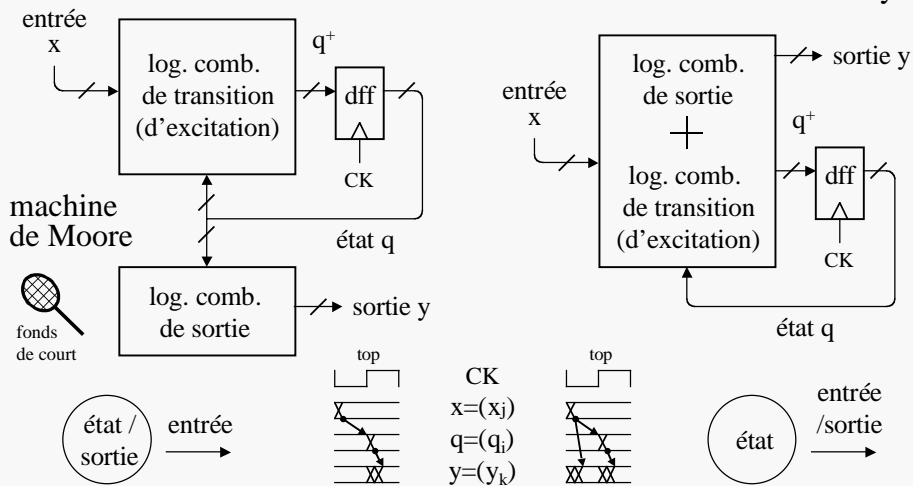 entrée
x
log. comb.
de transition
(d'excitation)
q+
dff
CK
machine
de Moore
état q
log. comb.
de sortie
sortie y
fonds
de court
y
entrée
x
log. comb.
de sortie
+
log. comb.
de transition
(d'excitation)
sortie y
q+
dff
CK
état q
état /
sortie
entrée
top
CK
x=(xj)
q=(qi)
y=(yk)
top
état
entrée
/sortie